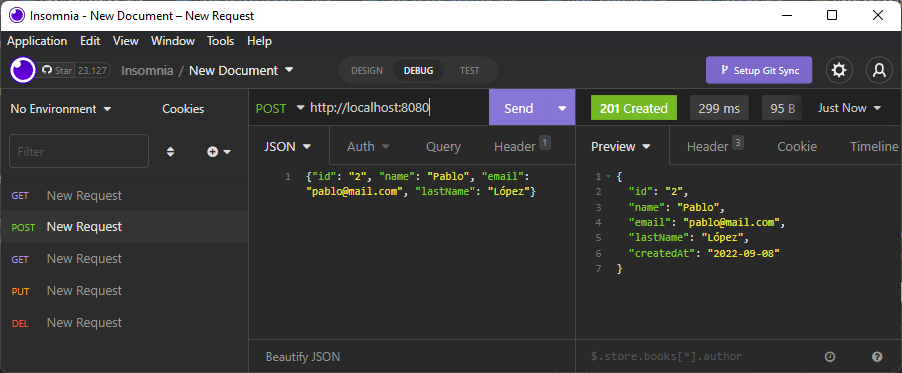 Insomnia - New Document – New Request
Application Edit View Window Tools Help
Star 23.127 Insomnia / New Document DESIGN DEBUG TEST Setup Git Sync
No Environment Cookies POST http://localhost:8080 Send 201 Created 299 ms 95 B Just Now
Filter
JSON Auth Query Header 1 Preview Header 3 Cookie Timeline
1 {"id": "2", "name": "Pablo", "email":
"pablo@mail.com", "lastName": "López"}
1 {
2 "id": "2",
3 "name": "Pablo",
4 "email": "pablo@mail.com",
5 "lastName": "López",
6 "createdAt": "2022-09-08"
7 }
GET New Request
POST New Request
GET New Request
PUT New Request
DEL New Request
Beautify JSON $.store.books[*].author